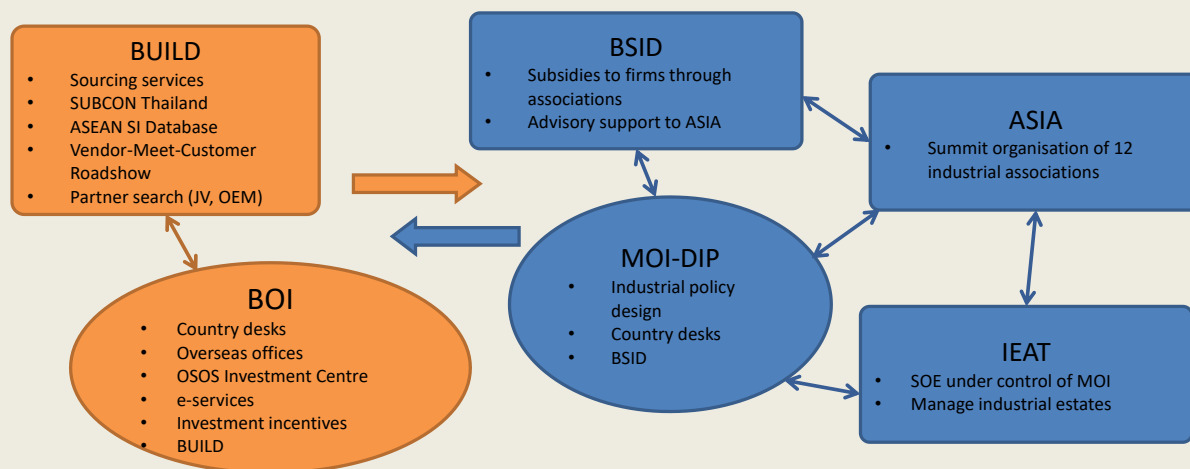 BUILD
• Sourcing services
• SUBCON Thailand
• ASEAN SI Database
• Vendor-Meet-Customer
Roadshow
• Partner search (JV, OEM)
BOI
• Country desks
• Overseas offices
• OSOS Investment Centre
• e-services
• Investment incentives
• BUILD
BSID
• Subsidies to firms through
associations
• Advisory support to ASIA
MOI-DIP
• Industrial policy
design
• Country desks
• BSID
ASIA
• Summit organisation of 12
industrial associations
IEAT
• SOE under control of MOI
• Manage industrial estates